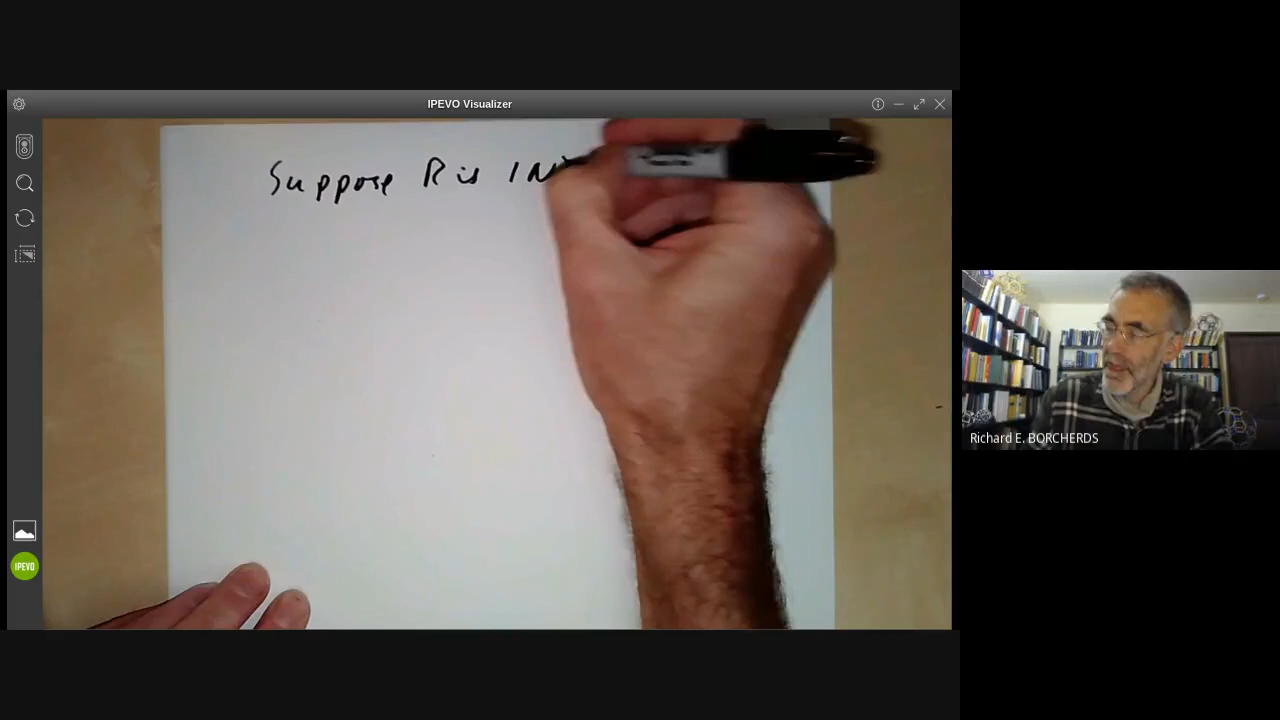 IPEVO Visualizer
Suppose R is IN
IPEVO
Richard E. BORCHERDS